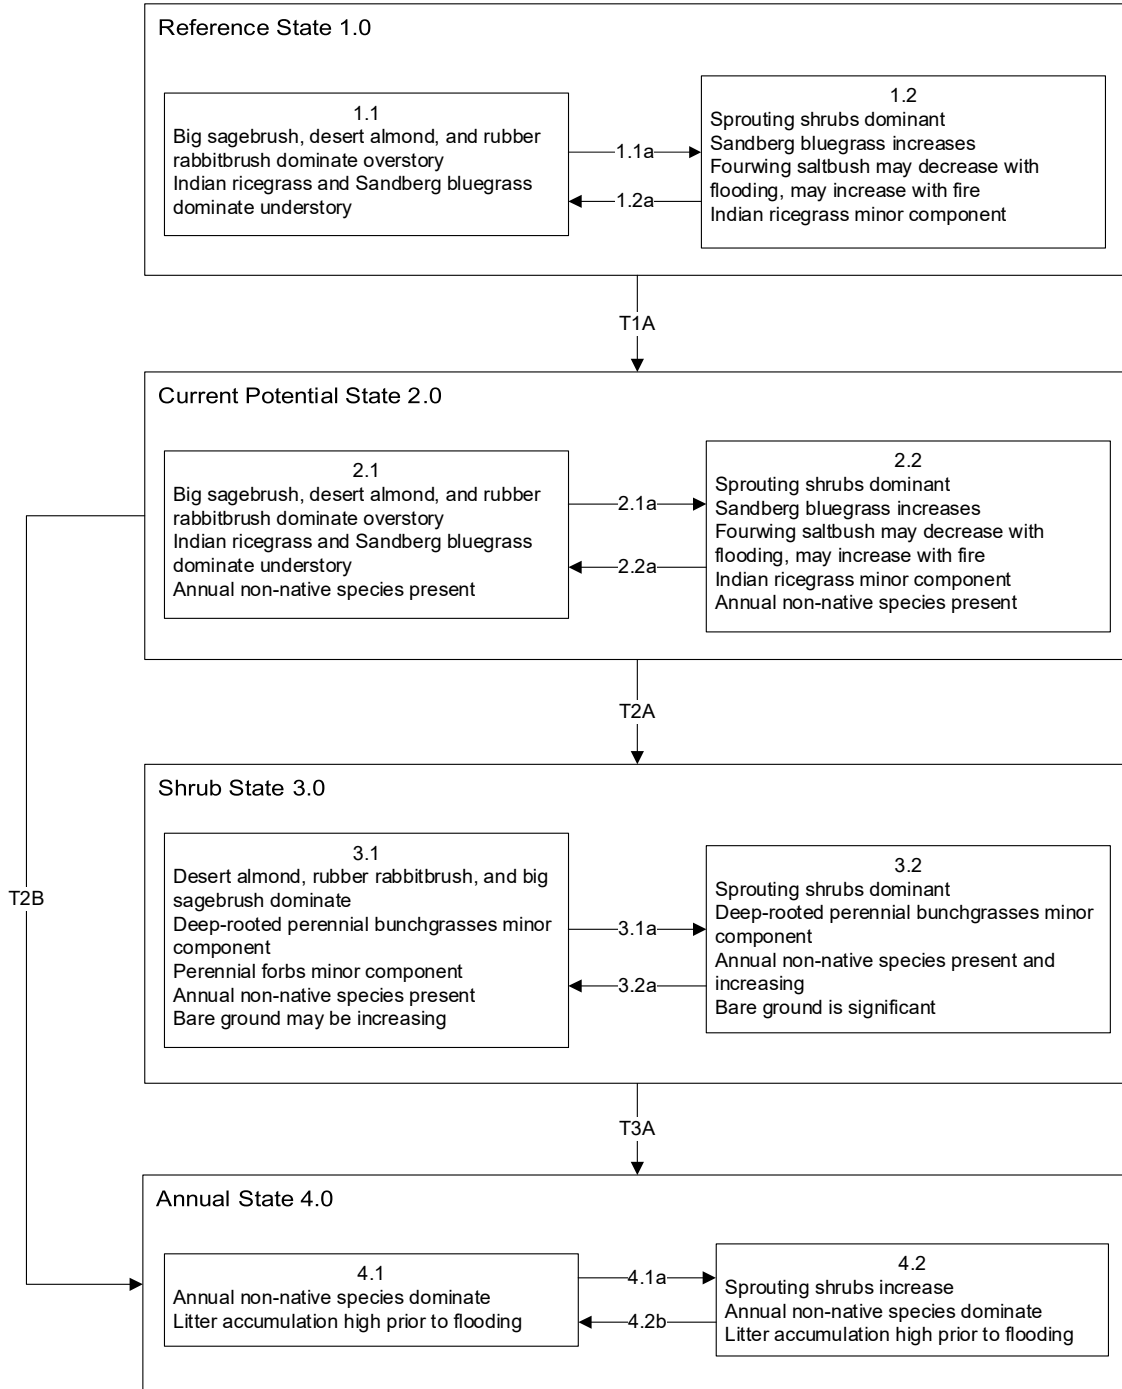 Reference State 1.0
1.1
Big sagebrush, desert almond, and rubber
rabbitbrush dominate overstory
Indian ricegrass and Sandberg bluegrass
dominate understory
1.1a
1.2a
1.2
Sprouting shrubs dominant
Sandberg bluegrass increases
Fourwing saltbush may decrease with
flooding, may increase with fire
Indian ricegrass minor component
T1A
Current Potential State 2.0
2.1
Big sagebrush, desert almond, and rubber
rabbitbrush dominate overstory
Indian ricegrass and Sandberg bluegrass
dominate understory
Annual non-native species present
2.1a
2.2a
2.2
Sprouting shrubs dominant
Sandberg bluegrass increases
Fourwing saltbush may decrease with
flooding, may increase with fire
Indian ricegrass minor component
Annual non-native species present
T2A
T2B
Shrub State 3.0
3.1
Desert almond, rubber rabbitbrush, and big
sagebrush dominate
Deep-rooted perennial bunchgrasses minor
component
Perennial forbs minor component
Annual non-native species present
Bare ground may be increasing
3.1a
3.2a
3.2
Sprouting shrubs dominant
Deep-rooted perennial bunchgrasses minor
component
Annual non-native species present and
increasing
Bare ground is significant
T3A
Annual State 4.0
4.1
Annual non-native species dominate
Litter accumulation high prior to flooding
4.1a
4.2b
4.2
Sprouting shrubs increase
Annual non-native species dominate
Litter accumulation high prior to flooding